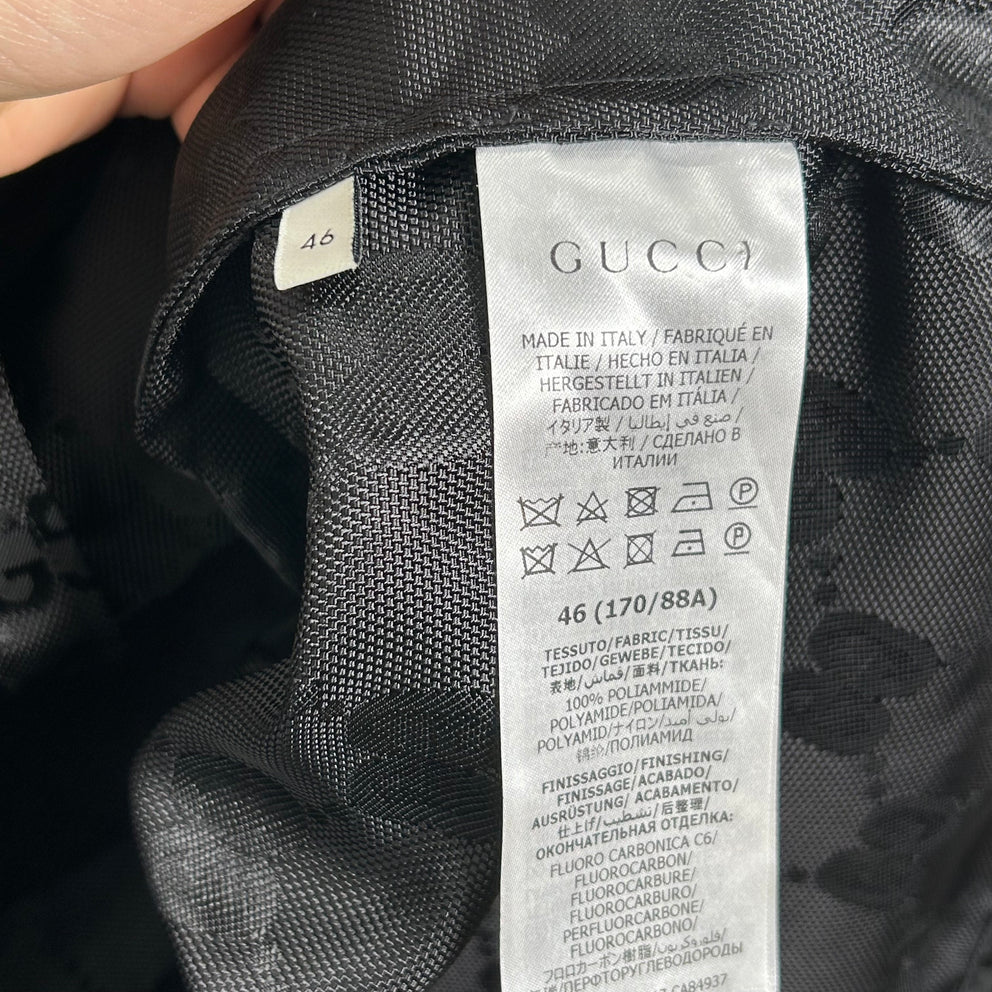 46
GUCCI
MADE IN ITALY / FABRIQUÉ EN
ITALIE / HECHO EN ITALIA /
HERGESTELLT IN ITALIEN /
FABRICADO EM ITÁLIA /
イタリア製 / صنع في إيطاليا /
产地:意大利 / СДЕЛАНО В
ИТАЛИИ
P
P
46 (170/88A)
TESSUTO/FABRIC/TISSU/
TEJIDO/GEWEBE/TECIDO/
表地/قماش/面料/ТКАНЬ:
100% POLIAMMIDE/
POLYAMIDE/POLIAMIDA/
POLYAMID/ナイロン/بولي أميد/
锦纶/ПОЛИАМИД
FINISSAGGIO/FINISHING/
FINISSAGE/ACABADO/
AUSRÜSTUNG/ ACABAMENTO/
仕上げ/تشطيب/后整理/
ОКОНЧАТЕЛЬНАЯ ОТДЕЛКА:
FLUORO CARBONICA C6/
FLUOROCARBON/
FLUOROCARBURE/
FLUOROCARBURO/
PERFLUORCARBONE/
FLUOROCARBONO/
フロロカーボン樹脂/فلوروكربون/
/ПЕРФТОРУГЛЕВОДОРОДЫ
CA84937